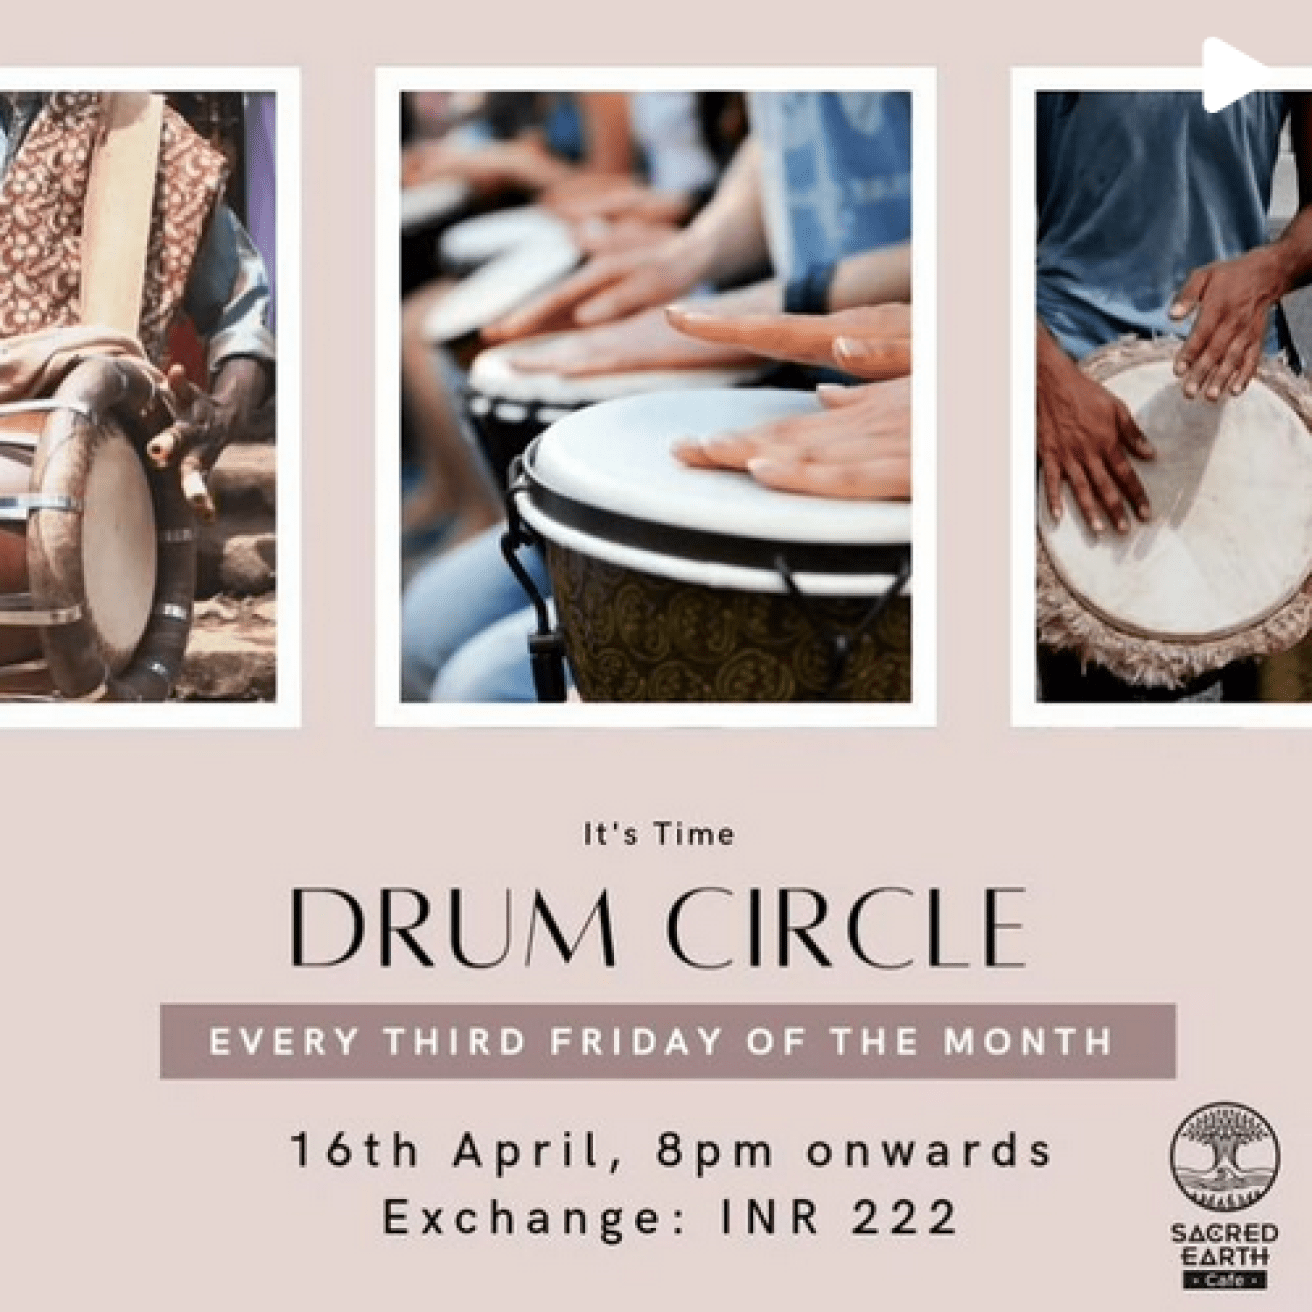 It's Time
DRUM CIRCLE
EVERY THIRD FRIDAY OF THE MONTH
16th April, 8pm onwards
Exchange: INR 222
SACRED
EARTH
• Cafe •